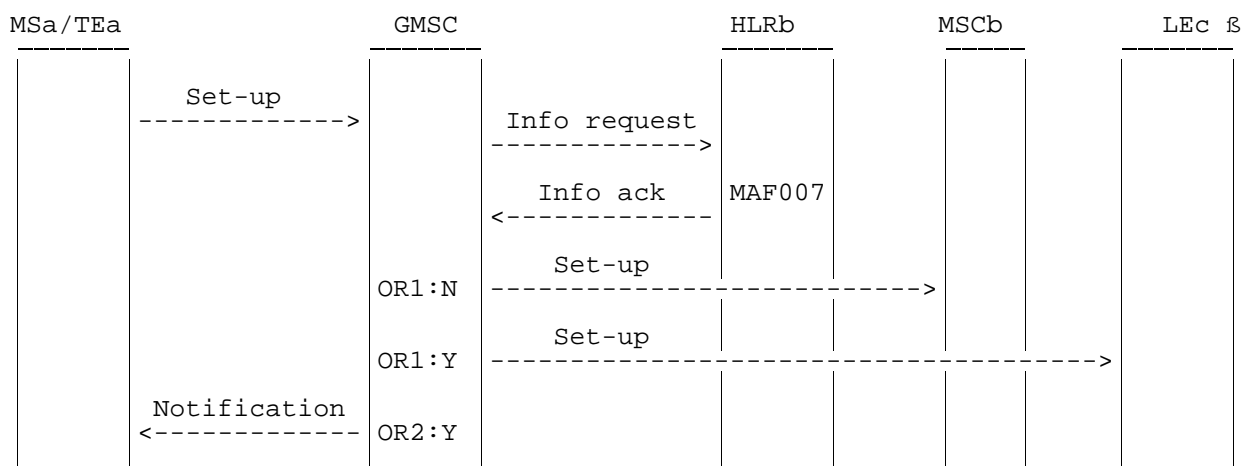 MSa/TEa GMSC HLRb MSCb LEc ß
Set-up
Info request
Info ack MAF007
Set-up
OR1:N
Set-up
OR1:Y
Notification
OR2:Y